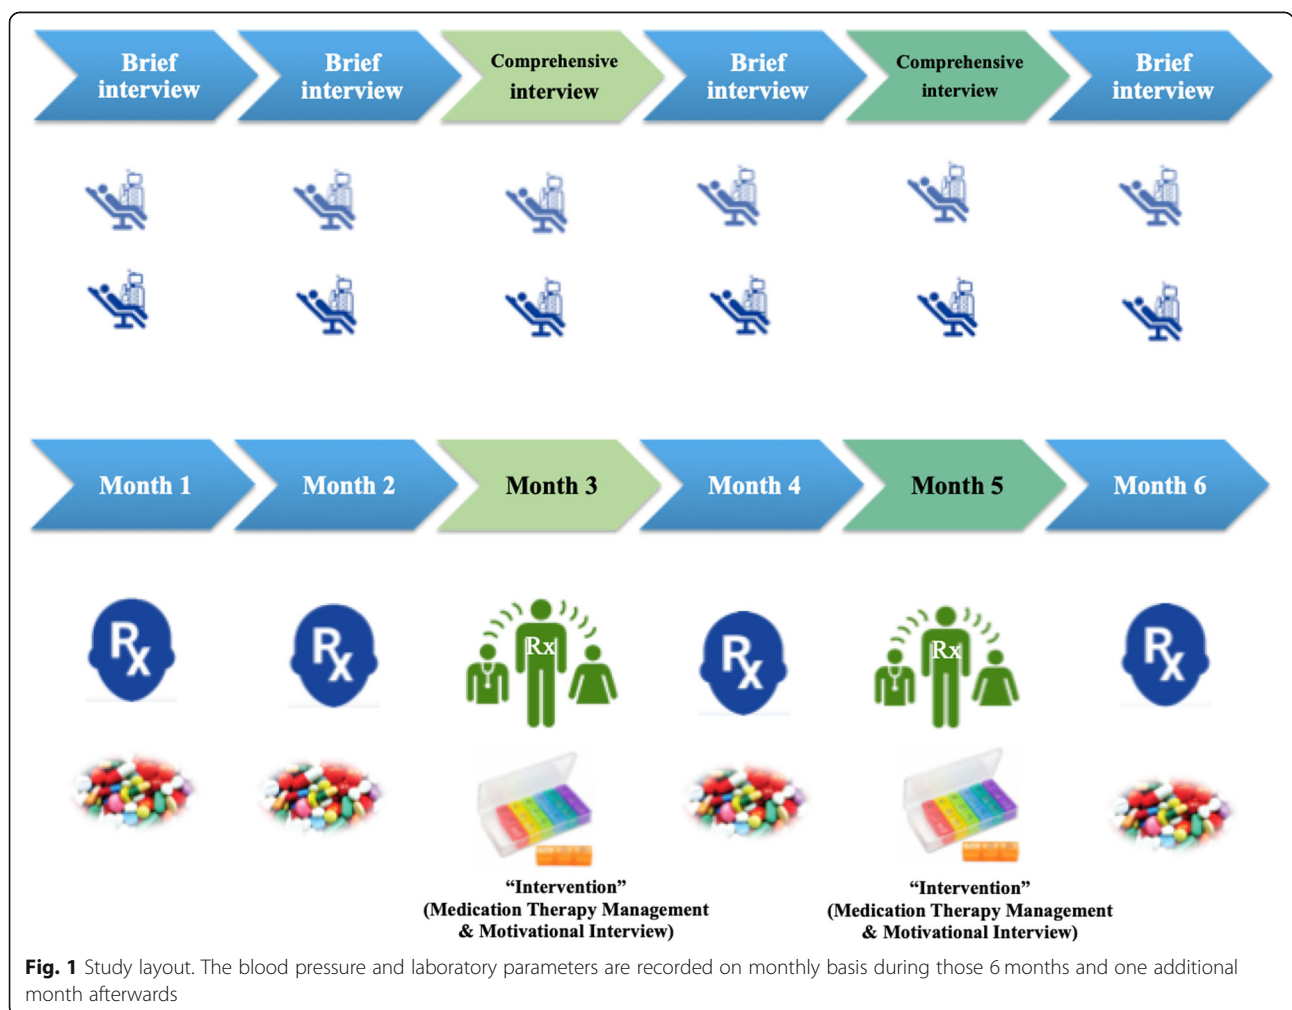 Brief
interview
Brief
interview
Comprehensive
interview
Brief
interview
Comprehensive
interview
Brief
interview
Month 1
Month 2
Month 3
Month 4
Month 5
Month 6
Rx
Rx
Rx
Rx
Rx
Rx
“Intervention”
(Medication Therapy Management
& Motivational Interview)
“Intervention”
(Medication Therapy Management
& Motivational Interview)
Fig. 1 Study layout. The blood pressure and laboratory parameters are recorded on monthly basis during those 6 months and one additional
month afterwards